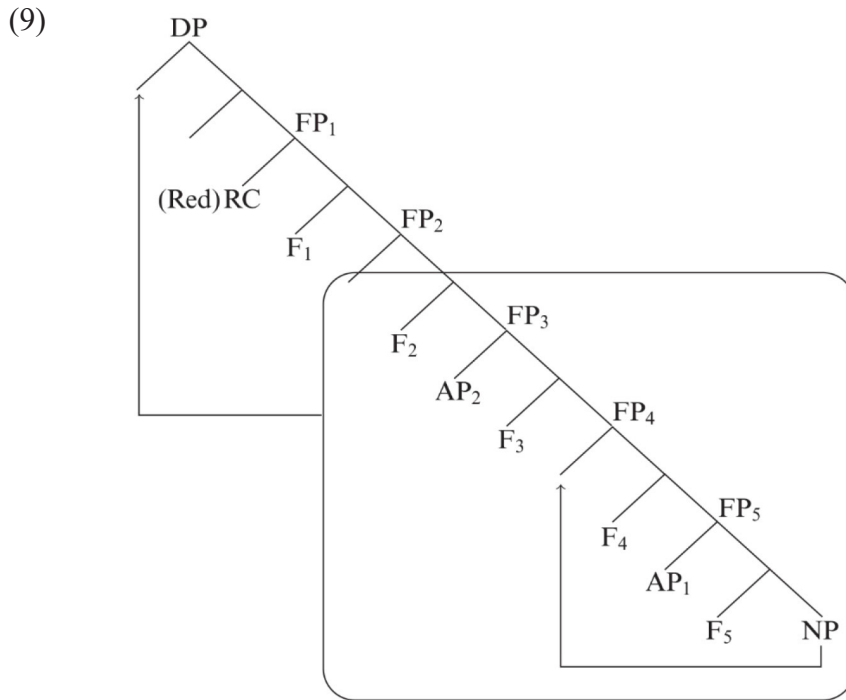 (9)
DP
FP₁
(Red)RC
F₁
FP₂
F₂
FP₃
AP₂
F₃
FP₄
F₄
FP₅
AP₁
F₅ NP